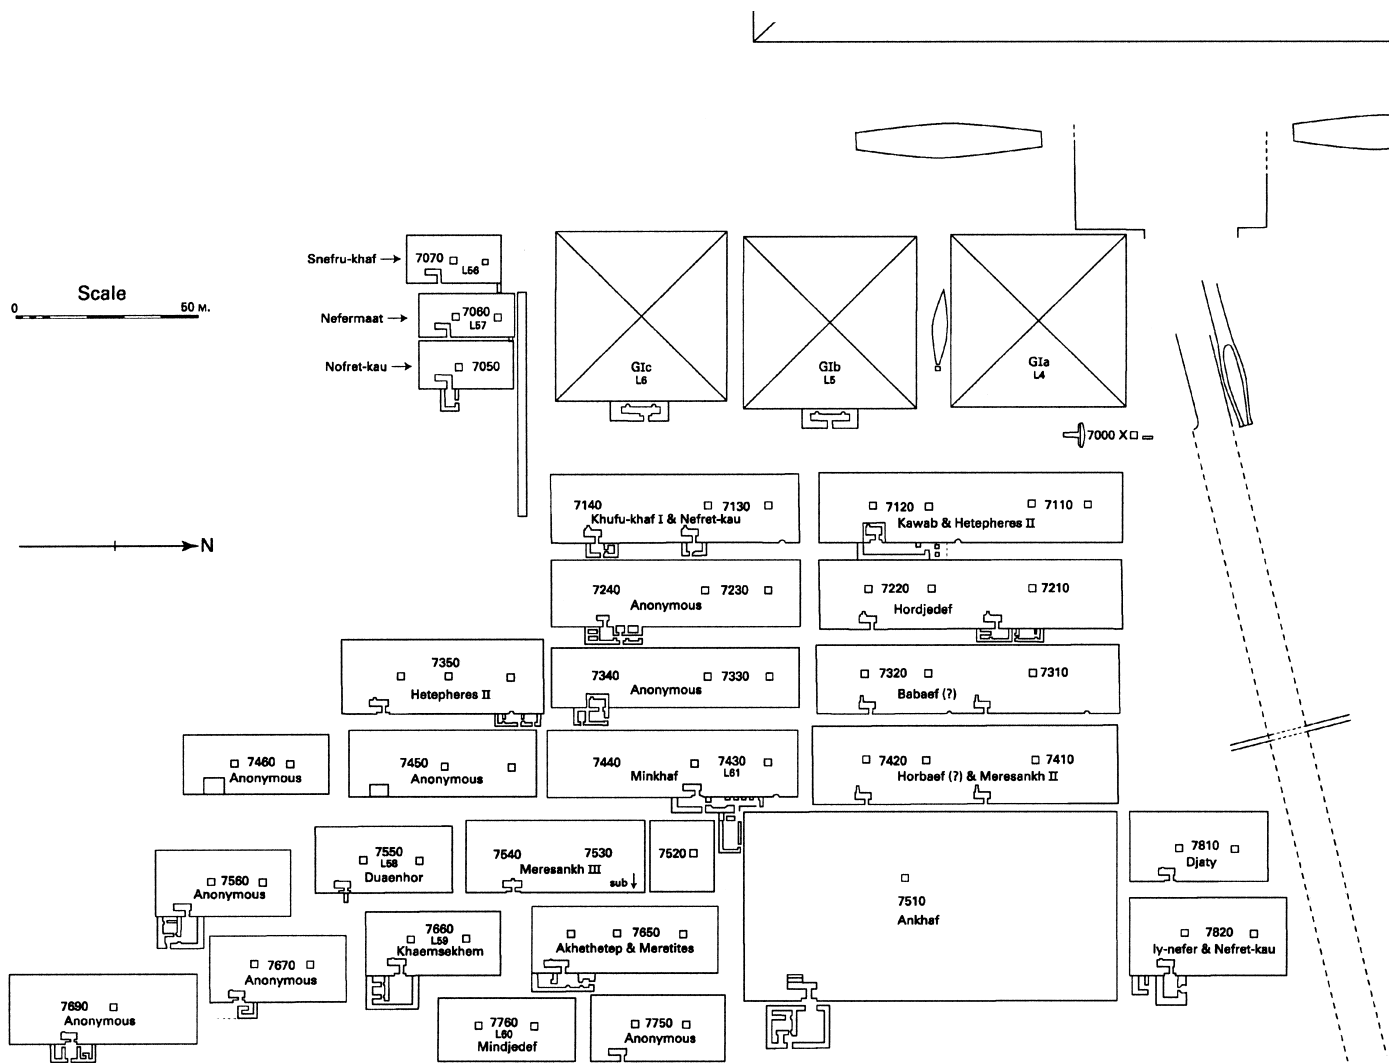 Snefru-khaf
7070
L56
Scale
0 50 M.
Nefermaat
7060
L57
Nofret-kau
7050
GIc
L6
GIb
L5
GIa
L4
7000 X
7140 7130
Khufu-khaf I & Nefret-kau
7120 7110
Kawab & Hetepheres II
N
7240 7230
Anonymous
7220 7210
Hordjedef
7350
Hetepheres II
7340 7330
Anonymous
7320 7310
Babaef (?)
7460
Anonymous
7450
Anonymous
7440 7430
L61
Minkhaf
7420 7410
Horbaef (?) & Meresankh II
7550
L58
Duaenhor
7540 7530
Meresankh III
sub
7520
7510
Ankhaf
7810
Djaty
7560
Anonymous
7660
L59
Khaemsekhem
7650
Akhethetep & Meretites
7820
Iy-nefer & Nefret-kau
7670
Anonymous
7690
Anonymous
7760
L60
Mindjedef
7750
Anonymous